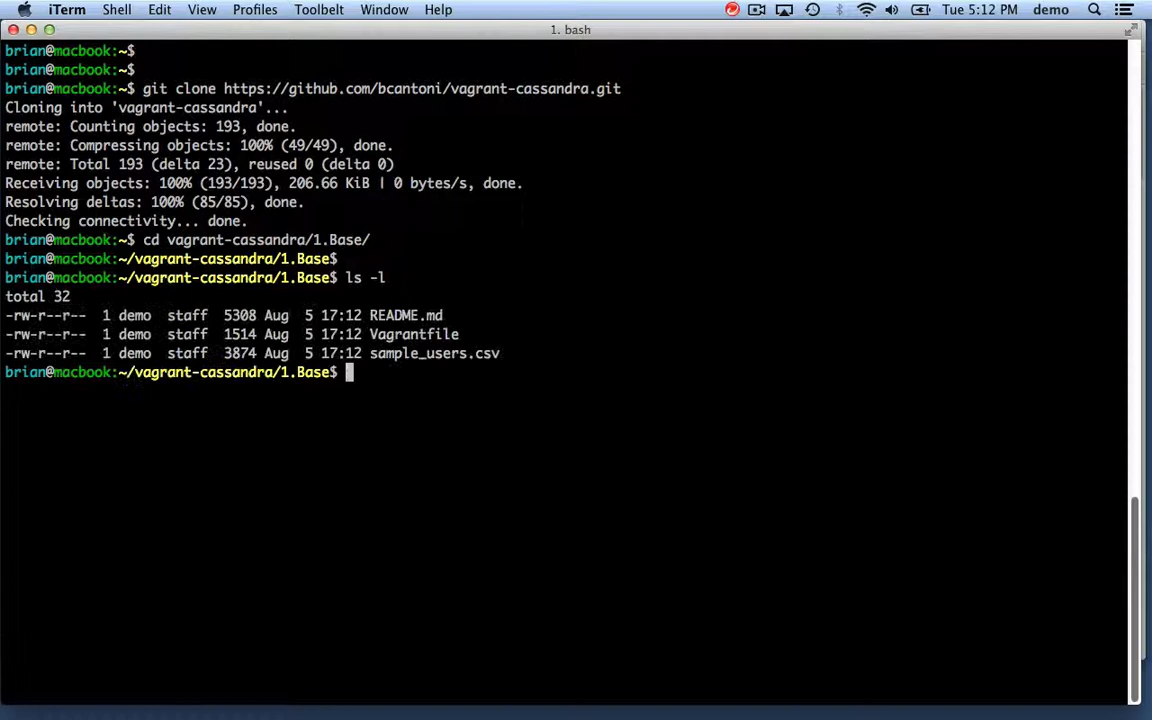 iTerm Shell Edit View Profiles Toolbelt Window Help Tue 5:12 PM demo
1. bash
brian@macbook:~$
brian@macbook:~$
brian@macbook:~$ git clone https://github.com/bcantoni/vagrant-cassandra.git
Cloning into 'vagrant-cassandra'...
remote: Counting objects: 193, done.
remote: Compressing objects: 100% (49/49), done.
remote: Total 193 (delta 23), reused 0 (delta 0)
Receiving objects: 100% (193/193), 206.66 KiB | 0 bytes/s, done.
Resolving deltas: 100% (85/85), done.
Checking connectivity... done.
brian@macbook:~$ cd vagrant-cassandra/1.Base/
brian@macbook:~/vagrant-cassandra/1.Base$
brian@macbook:~/vagrant-cassandra/1.Base$ ls -l
total 32
-rw-r--r--  1 demo  staff  5308 Aug  5 17:12 README.md
-rw-r--r--  1 demo  staff  1514 Aug  5 17:12 Vagrantfile
-rw-r--r--  1 demo  staff  3874 Aug  5 17:12 sample_users.csv
brian@macbook:~/vagrant-cassandra/1.Base$